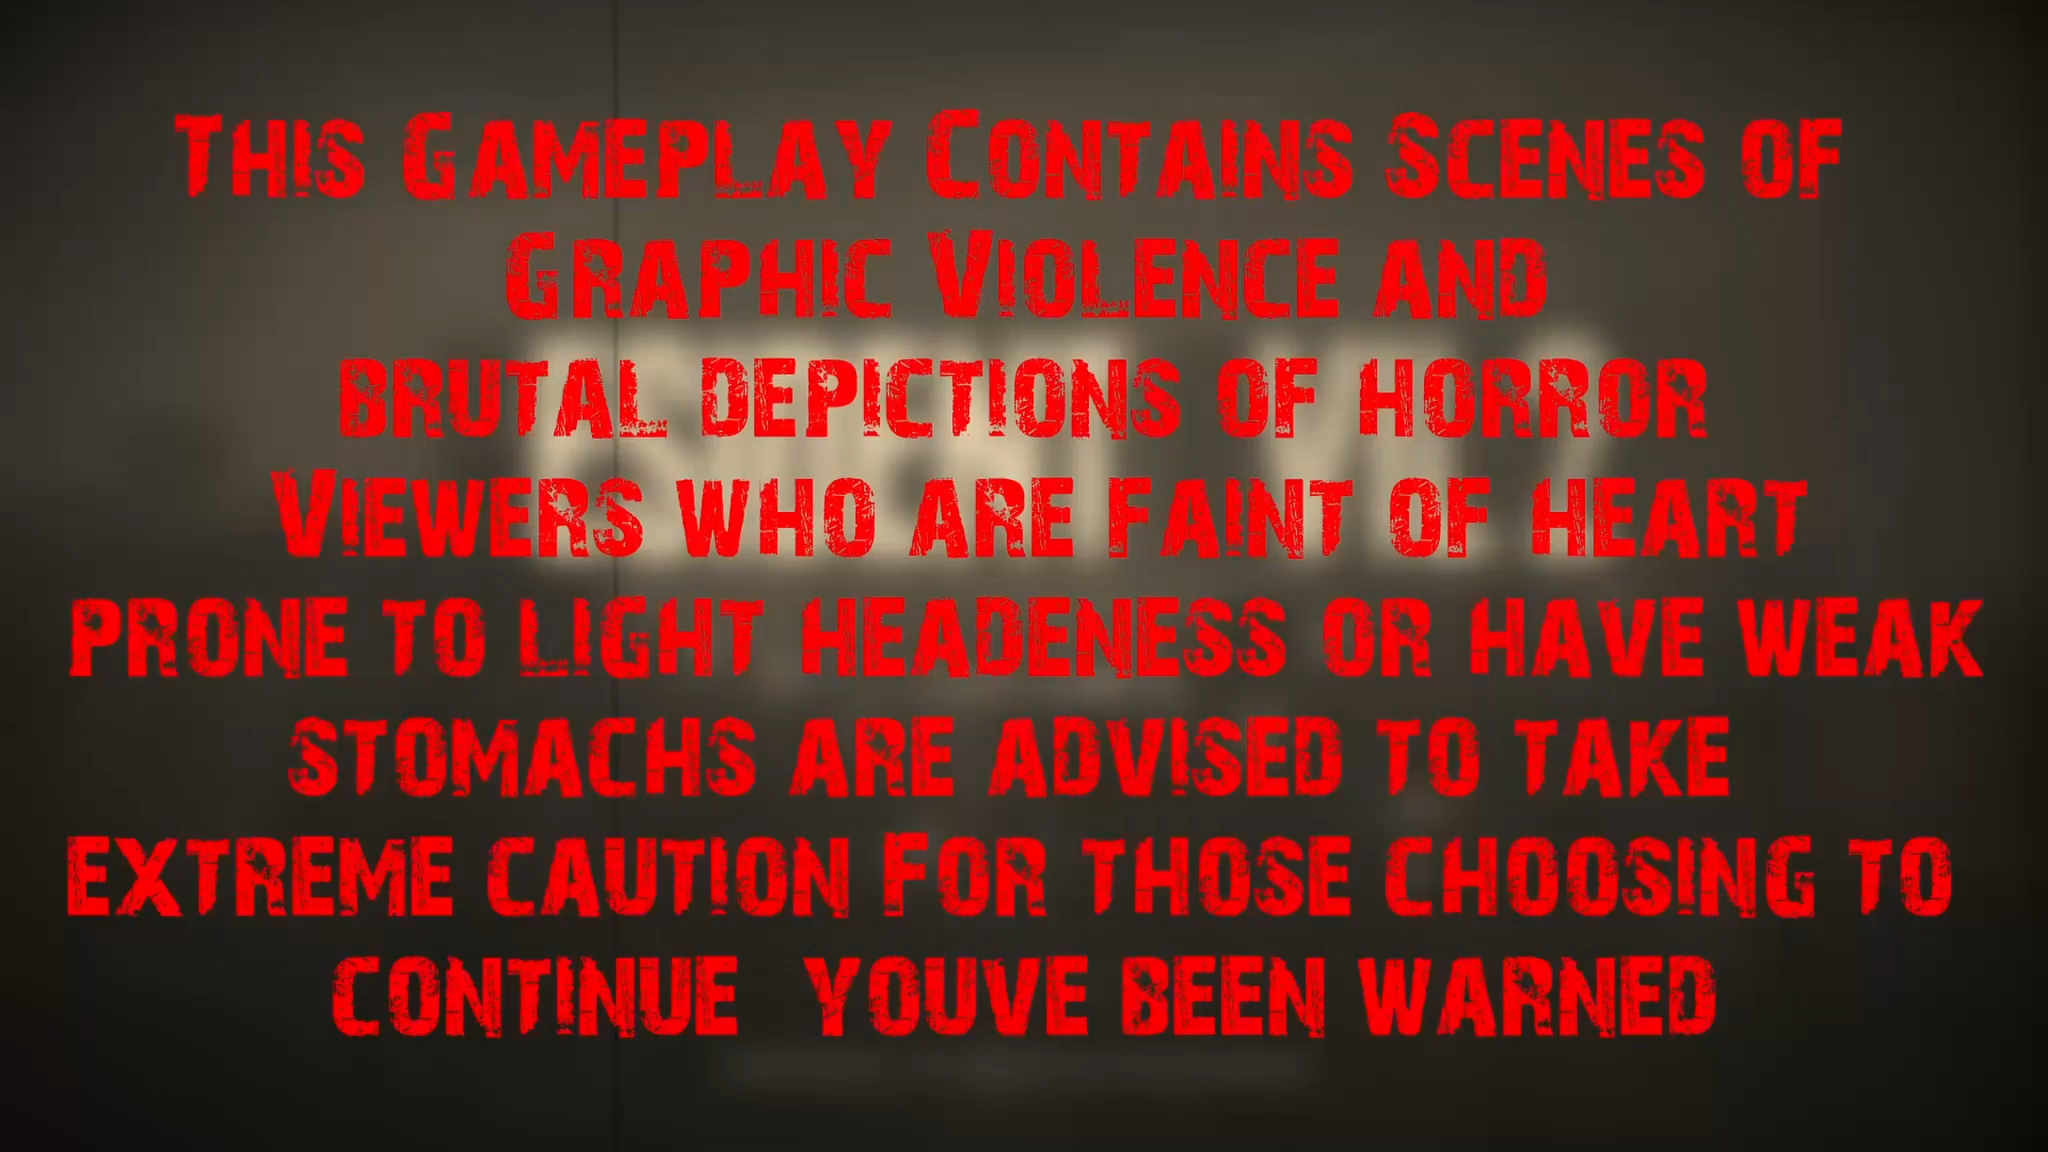 This Gameplay Contains Scenes of
Graphic Violence and
brutal depictions of horror
Viewers who are faint of heart
prone to light headeness or have weak
stomachs are advised to take
extreme caution For those choosing to
continue youve been warned